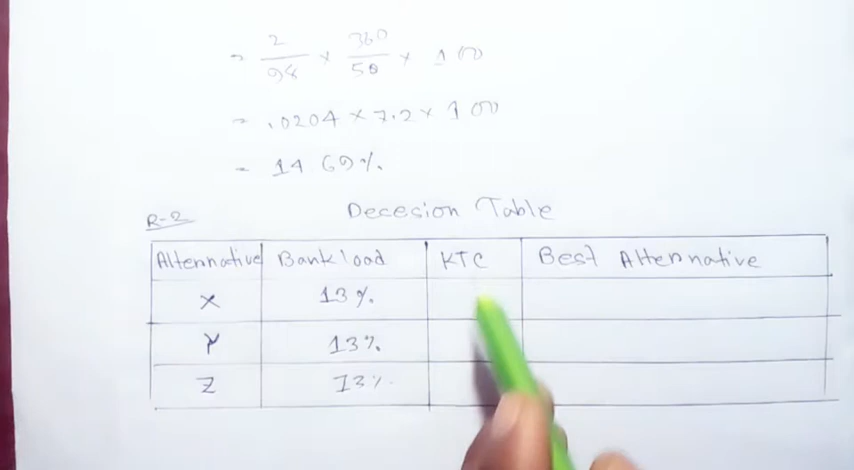 = 2/98 × 360/50 × 100
= .0204 × 7.2 × 100
= 14 69%.
R-2
Decesion Table
Alternative Bank load KTC Best Alternative
X 13%.
Y 13%
Z 13%.